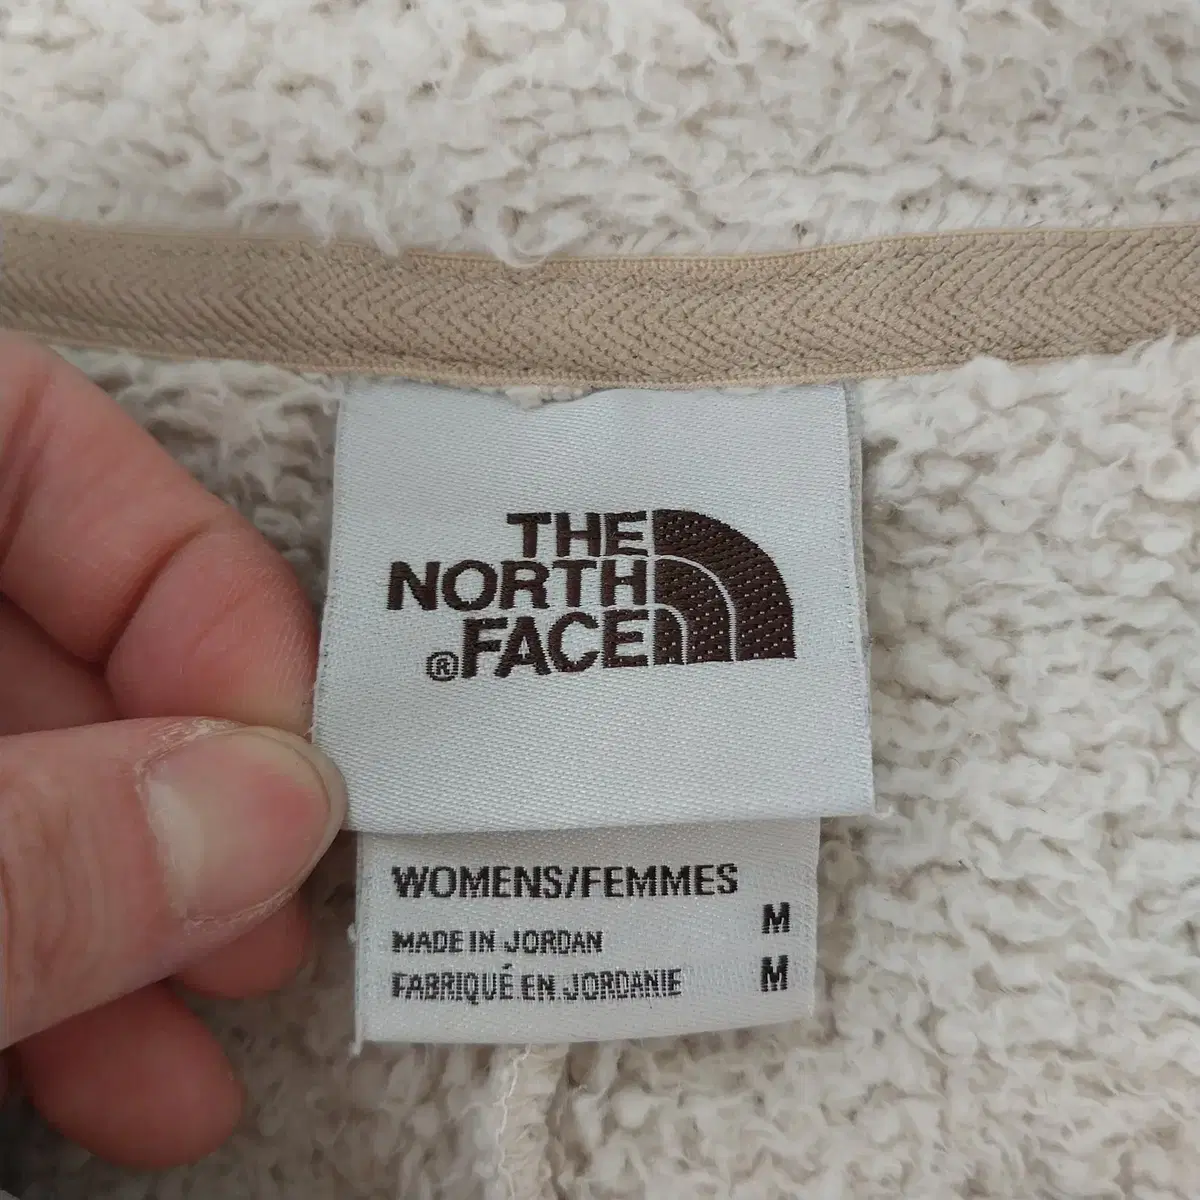 THE
NORTH
®FACE
WOMENS/FEMMES
M
MADE IN JORDAN
FABRIQUÉ EN JORDANIE
M